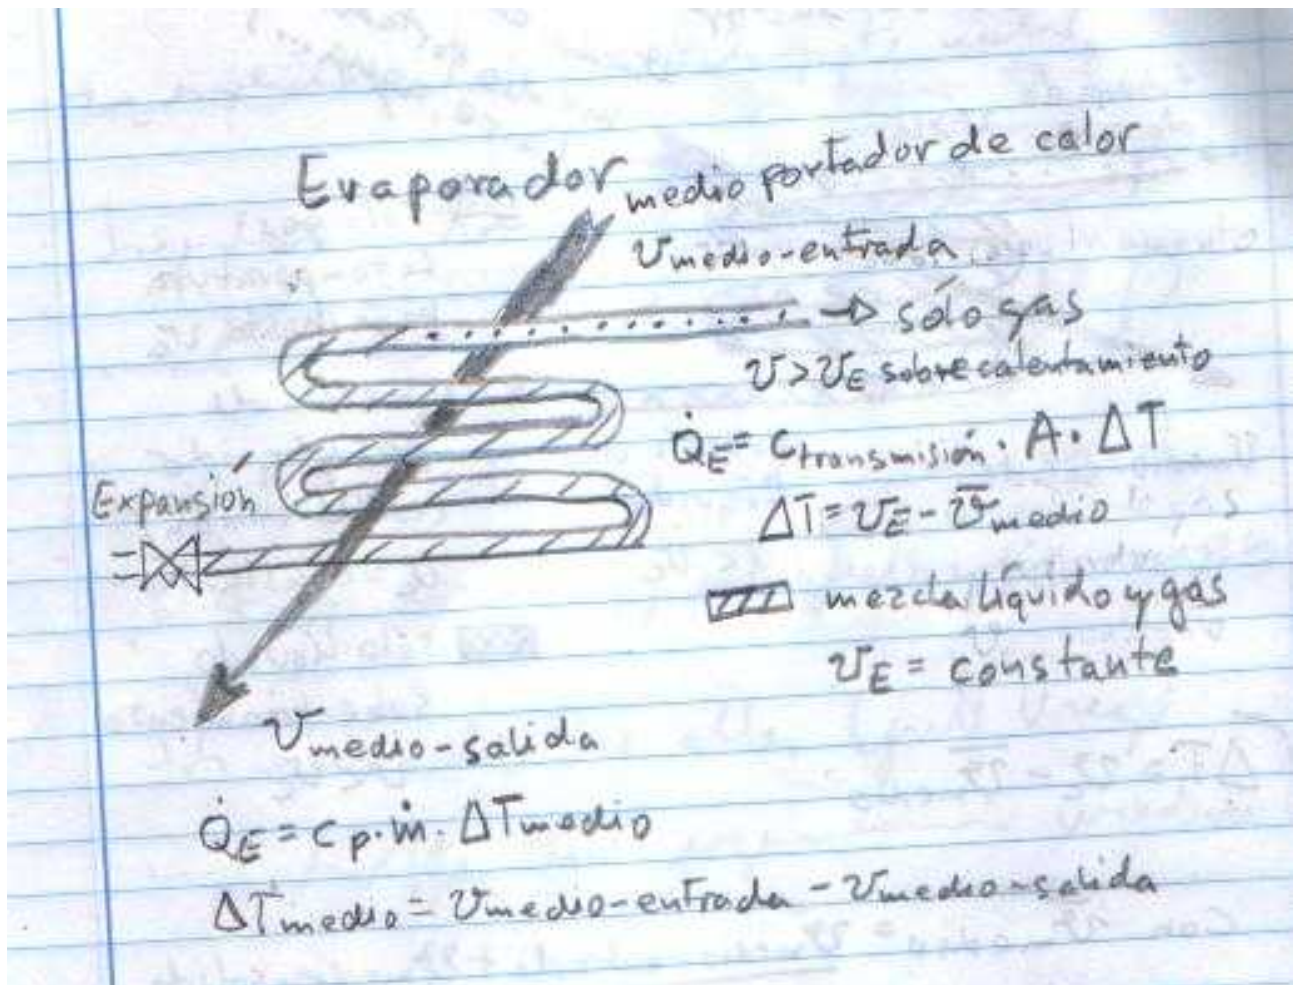 Evaporador
medio portador de calor
ϑmedio-entrada
sólo gas
ϑ>ϑE sobrecalentamiento
Q̇E= Ctransmisión · A · ΔT
Expansión
ΔT=ϑE-ϑ̄medio
mezcla líquido y gas
ϑE = constante
ϑmedio-salida
Q̇E=cp·ṁ·ΔTmedio
ΔTmedio=ϑmedio-entrada-ϑmedio-salida